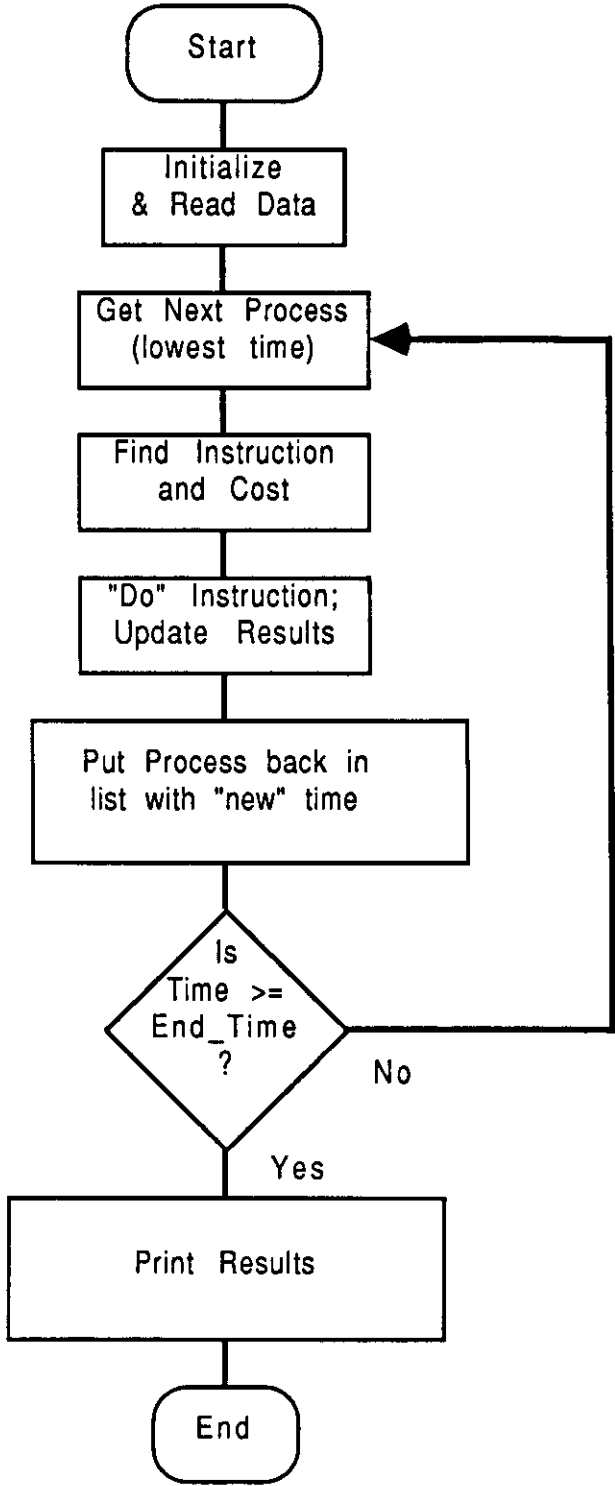 Start
Initialize
& Read Data
Get Next Process
(lowest time)
Find Instruction
and Cost
"Do" Instruction;
Update Results
Put Process back in
list with "new" time
Is
Time >=
End_Time
?
No
Yes
Print Results
End